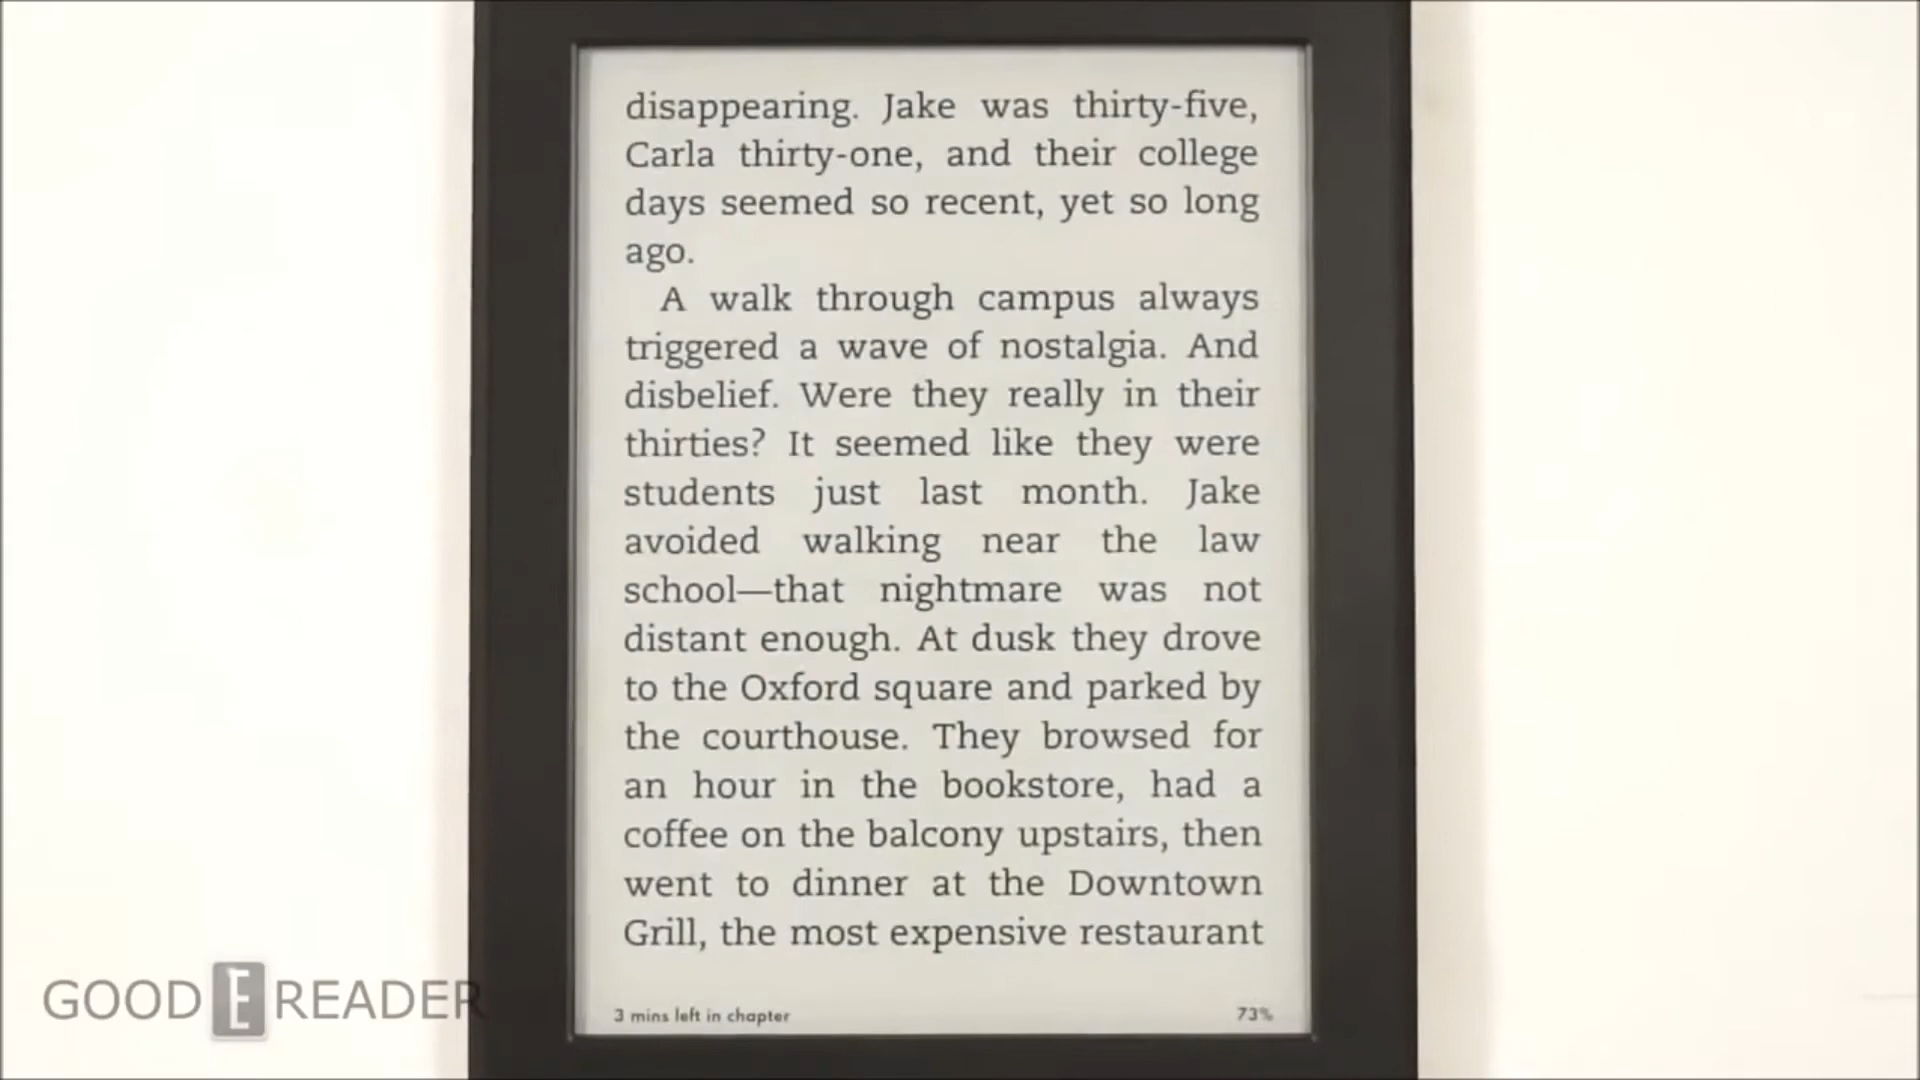 disappearing. Jake was thirty-five,
Carla thirty-one, and their college
days seemed so recent, yet so long
ago.
A walk through campus always
triggered a wave of nostalgia. And
disbelief. Were they really in their
thirties? It seemed like they were
students just last month. Jake
avoided walking near the law
school—that nightmare was not
distant enough. At dusk they drove
to the Oxford square and parked by
the courthouse. They browsed for
an hour in the bookstore, had a
coffee on the balcony upstairs, then
went to dinner at the Downtown
Grill, the most expensive restaurant
3 mins left in chapter 73%
GOOD E READER